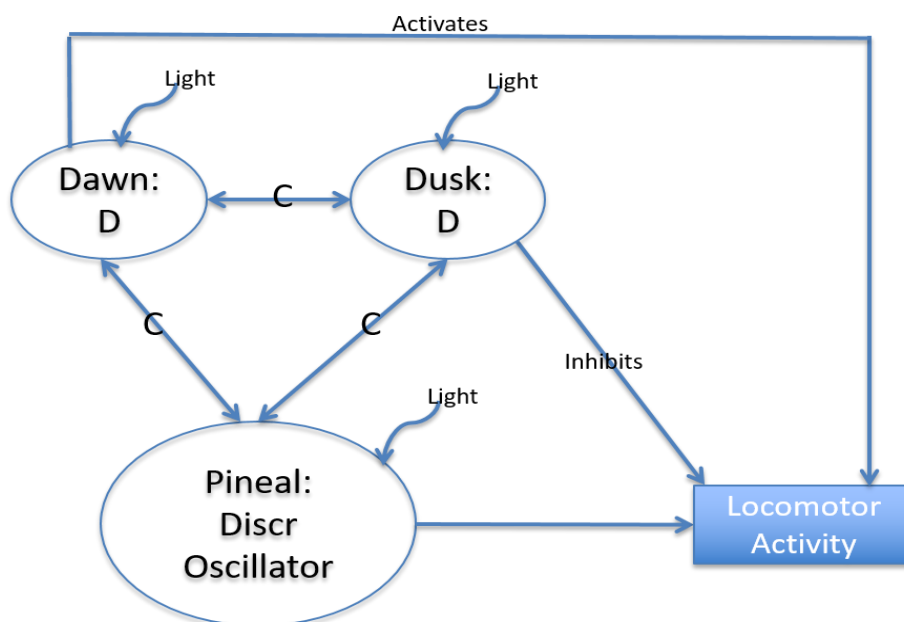 Activates
Light
Light
Dawn:
D
C
Dusk:
D
C
C
Inhibits
Light
Pineal:
Discr
Oscillator
Locomotor
Activity